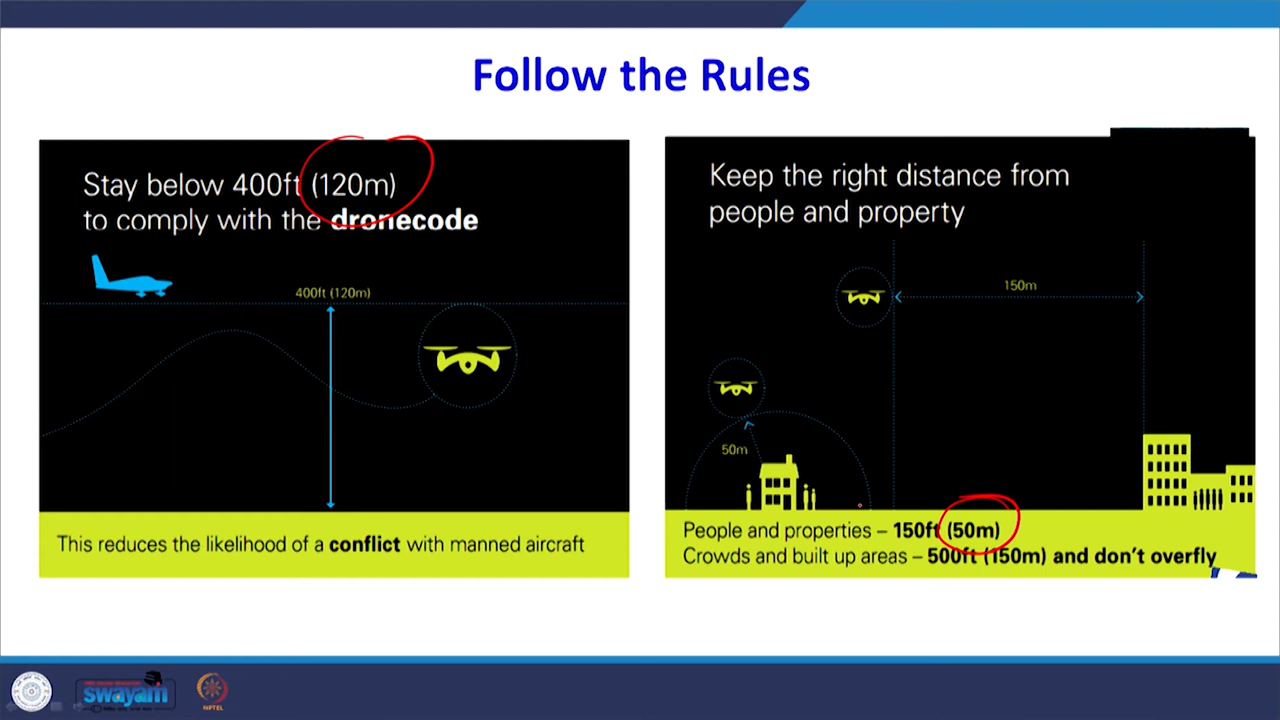 Follow the Rules
Stay below 400ft (120m)
to comply with the dronecode
400ft (120m)
This reduces the likelihood of a conflict with manned aircraft
Keep the right distance from
people and property
150m
50m
People and properties – 150ft (50m)
Crowds and built up areas – 500ft (150m) and don't overfly
swayam
NPTEL